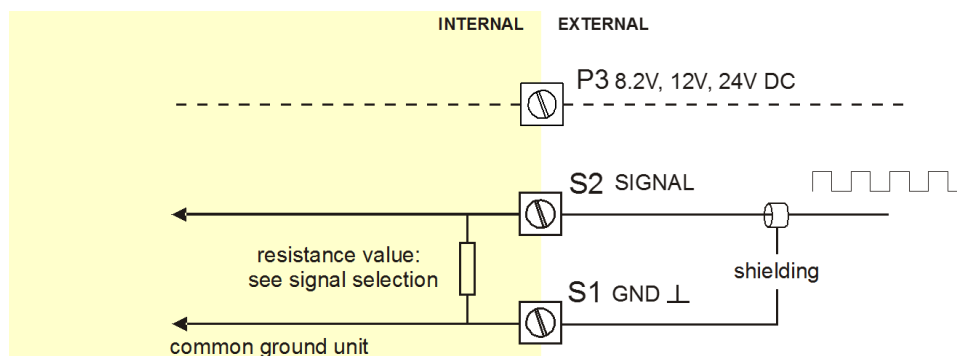 INTERNAL EXTERNAL
P3 8.2V, 12V, 24V DC
S2 SIGNAL
resistance value:
see signal selection
shielding
S1 GND ⊥
common ground unit